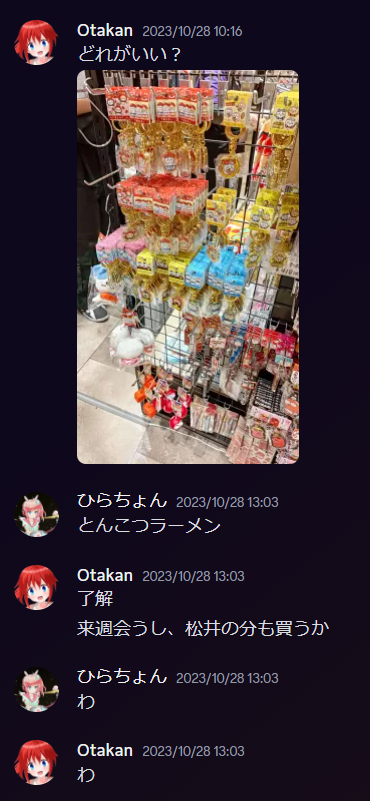 Otakan 2023/10/28 10:16
どれがいい？
ひらちょん 2023/10/28 13:03
とんこつラーメン
Otakan 2023/10/28 13:03
了解
来週会うし、松井の分も買うか
ひらちょん 2023/10/28 13:03
わ
Otakan 2023/10/28 13:03
わ